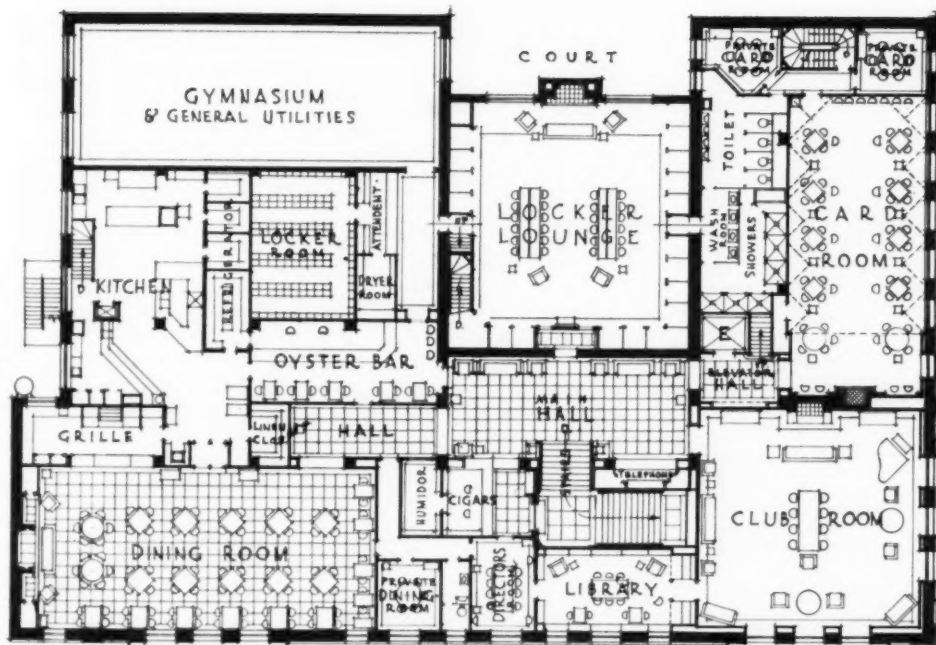 COURT
PRIVATE
CARD
ROOM
PRIVATE
CARD
ROOM
GYMNASIUM
& GENERAL UTILITIES
TOILET
ATTENDENT
LOCKER
ROOM
LOCKER
LOUNGE
WASH
ROOM
SHOWERS
CARD
ROOM
REFRIGERATOR
KITCHEN
DRYER
ROOM
E
OYSTER BAR
ELEVATOR
HALL
MAIN
HALL
GRILLE
LINEN
CLOS
HALL
STAIRS
TELEPHONE
HUMIDOR
CIGARS
CLUB ROOM
DINING ROOM
PRIVATE
DINING
ROOM
DIRECTORS
ROOM
LIBRARY